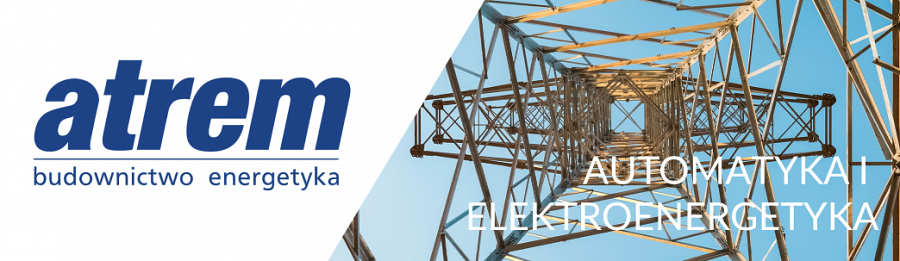 atrem
budownictwo energetyka
AUTOMATYKA I
ELEKTROENERGETYKA